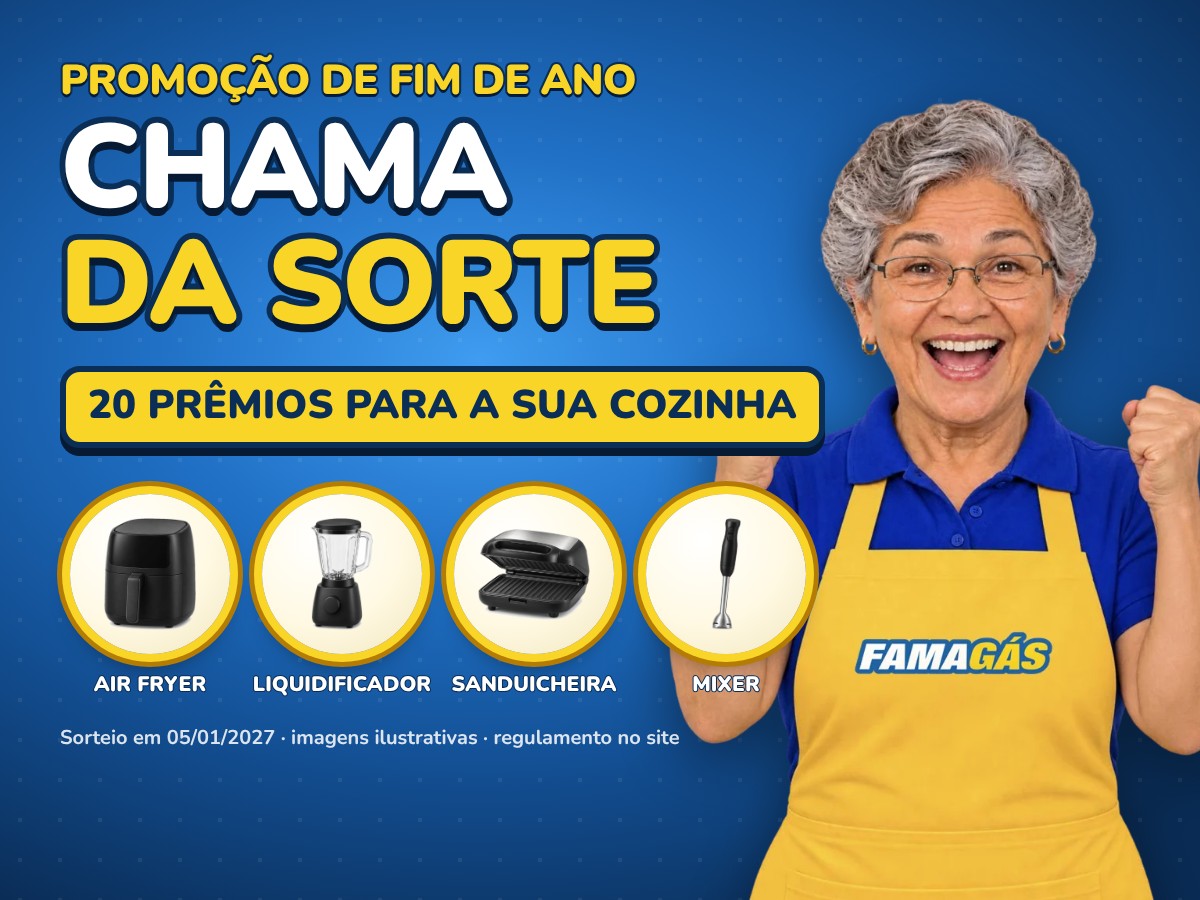 PROMOÇÃO DE FIM DE ANO
CHAMA
DA SORTE
20 PRÊMIOS PARA A SUA COZINHA
AIR FRYER
LIQUIDIFICADOR
SANDUICHEIRA
MIXER
FAMAGÁS
Sorteio em 05/01/2027 · imagens ilustrativas · regulamento no site